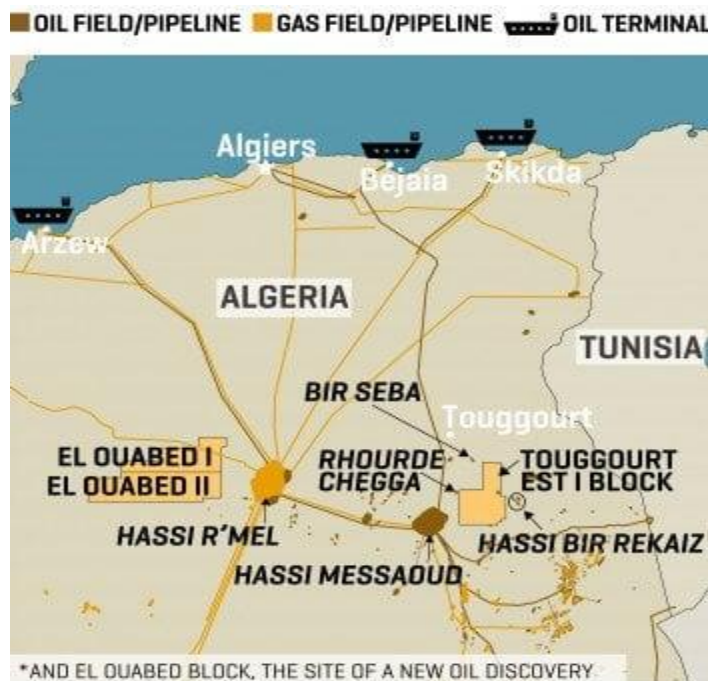 OIL FIELD/PIPELINE GAS FIELD/PIPELINE OIL TERMINAL
Algiers
Bejaia
Skikda
Arzew
ALGERIA
TUNISIA
BIR SEBA
Touggourt
EL OUABED I
EL OUABED II
RHOURDE
CHEGGA
TOUGGOURT
EST I BLOCK
HASSI R'MEL
HASSI BIR REKAIZ
HASSI MESSAOUD
*AND EL OUABED BLOCK, THE SITE OF A NEW OIL DISCOVERY